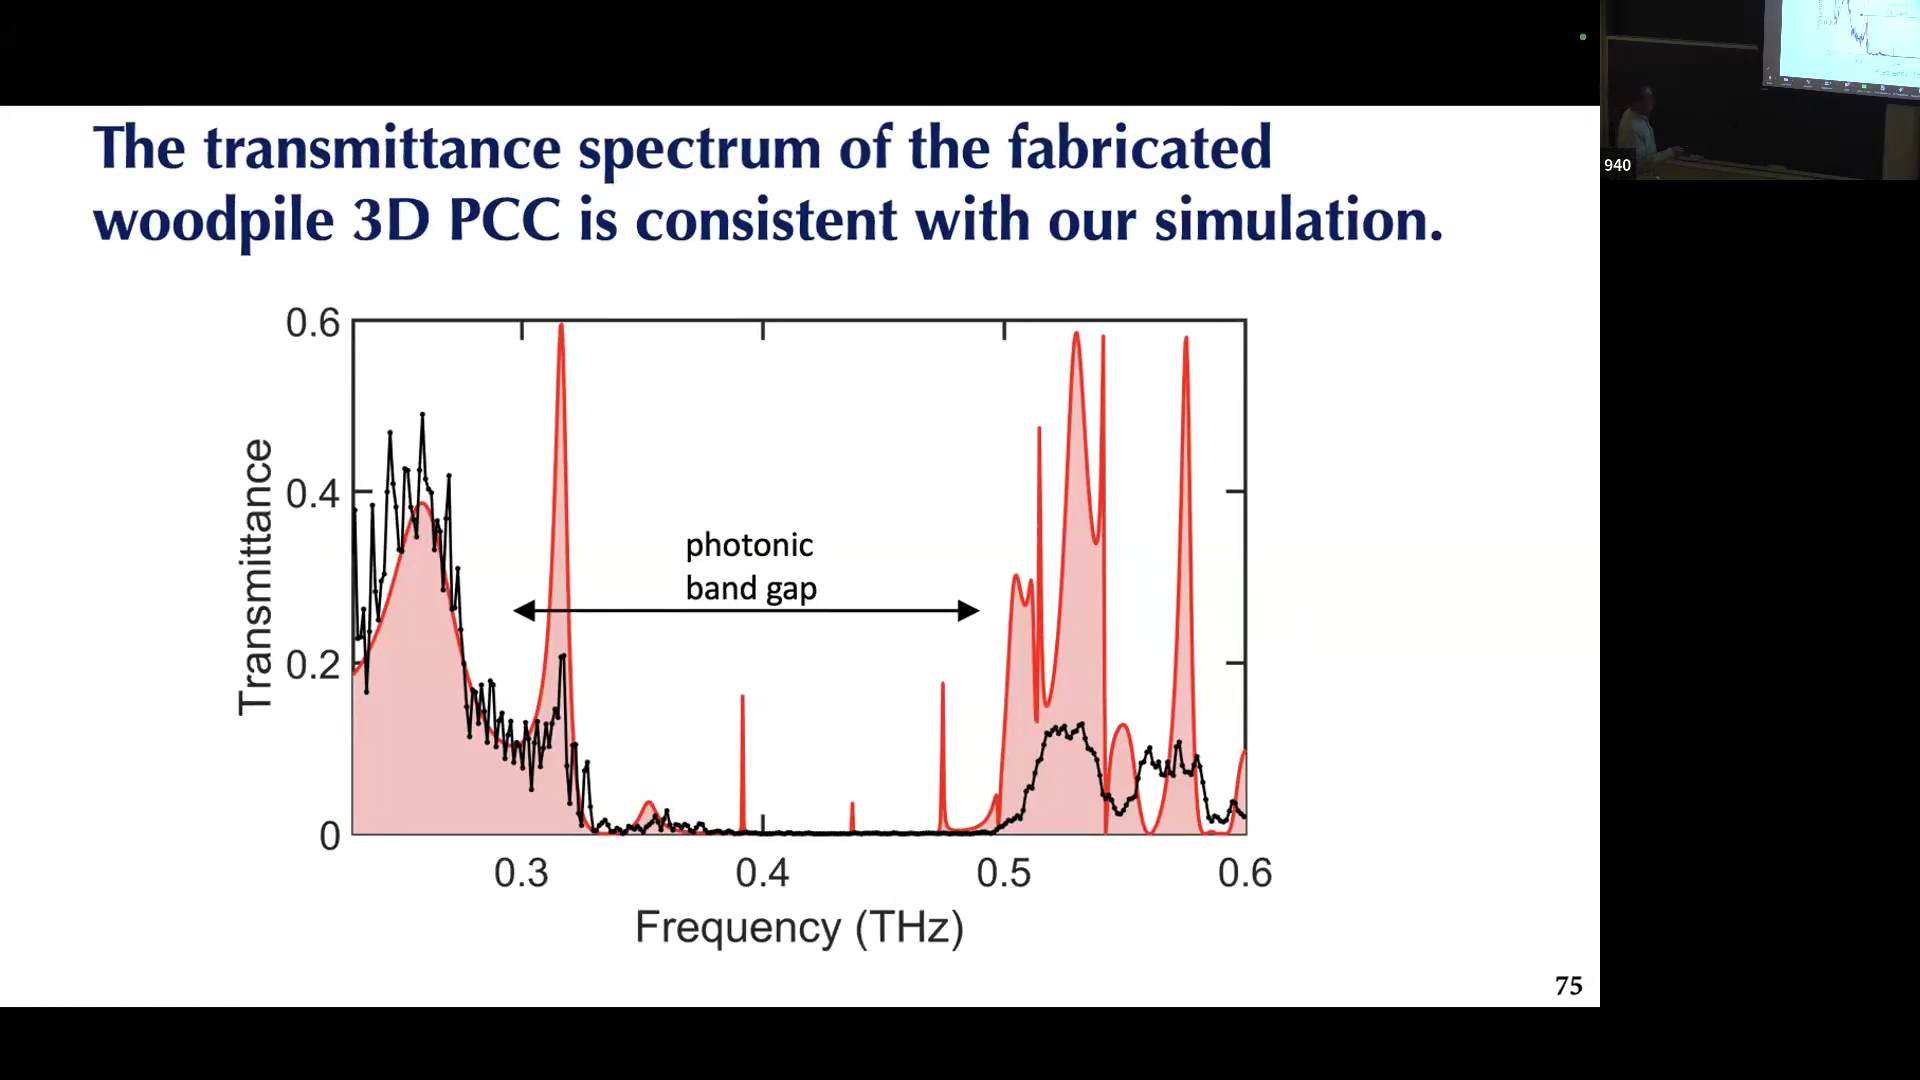 The transmittance spectrum of the fabricated
woodpile 3D PCC is consistent with our simulation.
0.6
0.4
0.2
0
Transmittance
photonic
band gap
0.3
0.4
0.5
0.6
Frequency (THz)
75
940